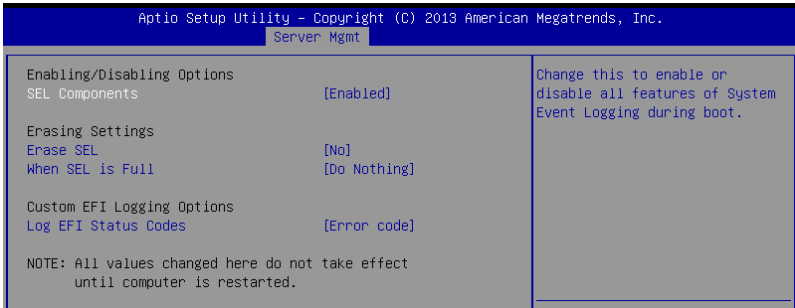 Aptio Setup Utility – Copyright (C) 2013 American Megatrends, Inc.
Server Mgmt
Enabling/Disabling Options
SEL Components [Enabled]
Erasing Settings
Erase SEL [No]
When SEL is Full [Do Nothing]
Custom EFI Logging Options
Log EFI Status Codes [Error code]
NOTE: All values changed here do not take effect
until computer is restarted.
Change this to enable or
disable all features of System
Event Logging during boot.